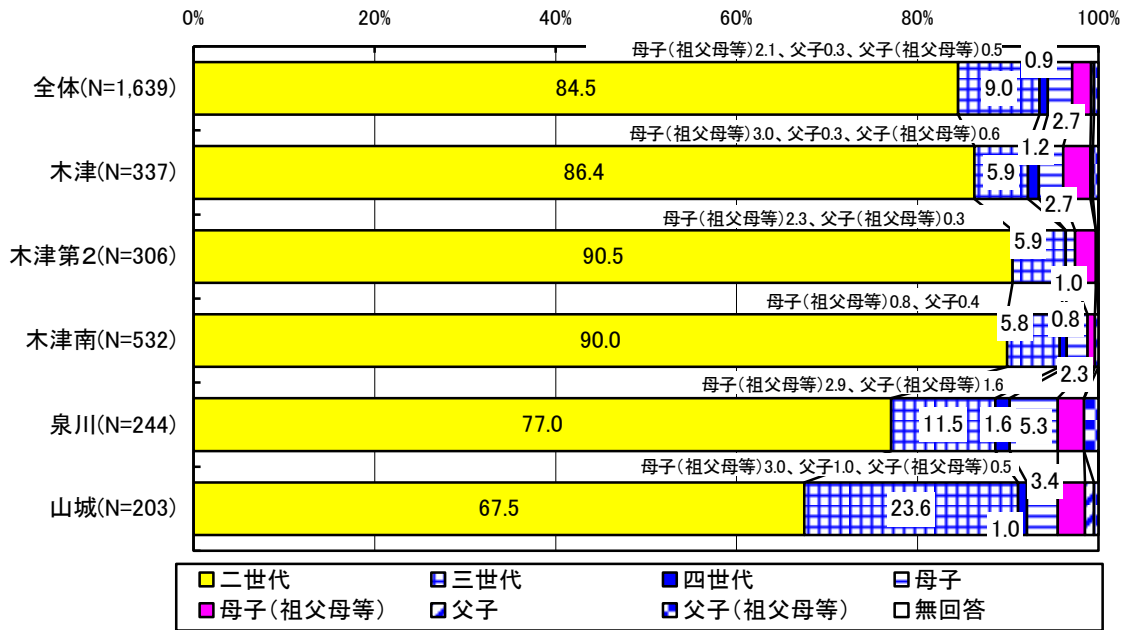 0% 20% 40% 60% 80% 100%
母子(祖父母等)2.1、父子0.3、父子(祖父母等)0.5
全体(N=1,639) 84.5 9.0 0.9 2.7
母子(祖父母等)3.0、父子0.3、父子(祖父母等)0.6
木津(N=337) 86.4 5.9 1.2 2.7
母子(祖父母等)2.3、父子(祖父母等)0.3
木津第2(N=306) 90.5 5.9 1.0
母子(祖父母等)0.8、父子0.4
木津南(N=532) 90.0 5.8 0.8 2.3
母子(祖父母等)2.9、父子(祖父母等)1.6
泉川(N=244) 77.0 11.5 1.6 5.3
母子(祖父母等)3.0、父子1.0、父子(祖父母等)0.5
山城(N=203) 67.5 23.6 1.0 3.4
二世代 三世代 四世代 母子
母子(祖父母等) 父子 父子(祖父母等) 無回答